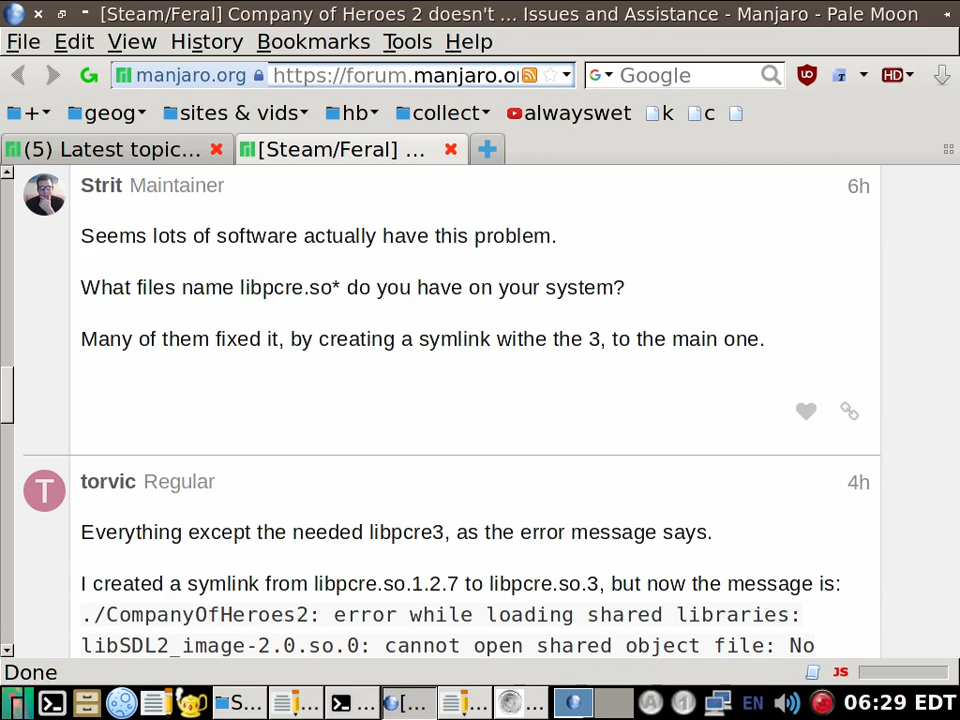 [Steam/Feral] Company of Heroes 2 doesn't ... Issues and Assistance - Manjaro - Pale Moon
File Edit View History Bookmarks Tools Help
manjaro.org https://forum.manjaro.o Google HD
+ geog sites & vids hb collect alwayswet k c
(5) Latest topic... [Steam/Feral] ...
Strit Maintainer 6h
Seems lots of software actually have this problem.
What files name libpcre.so* do you have on your system?
Many of them fixed it, by creating a symlink withe the 3, to the main one.
T torvic Regular 4h
Everything except the needed libpcre3, as the error message says.
I created a symlink from libpcre.so.1.2.7 to libpcre.so.3, but now the message is:
./CompanyOfHeroes2: error while loading shared libraries:
libSDL2_image-2.0.so.0: cannot open shared object file: No
Done JS
S... ... ... [... ... ... A 1 EN 06:29 EDT